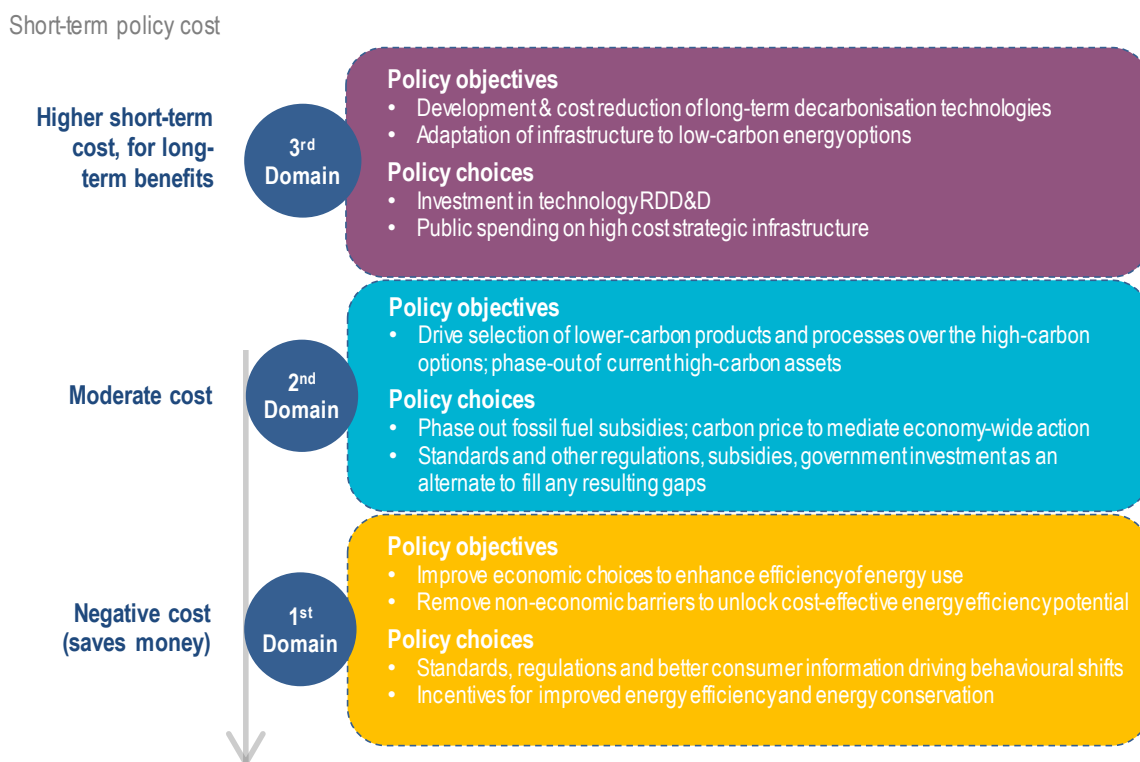 Short-term policy cost
Higher short-term
cost, for long-
term benefits
3rd
Domain
Policy objectives
• Development & cost reduction of long-term decarbonisation technologies
• Adaptation of infrastructure to low-carbon energy options
Policy choices
• Investment in technology RDD&D
• Public spending on high cost strategic infrastructure
Moderate cost
2nd
Domain
Policy objectives
• Drive selection of lower-carbon products and processes over the high-carbon
options; phase-out of current high-carbon assets
Policy choices
• Phase out fossil fuel subsidies; carbon price to mediate economy-wide action
• Standards and other regulations, subsidies, government investment as an
alternate to fill any resulting gaps
Negative cost
(saves money)
1st
Domain
Policy objectives
• Improve economic choices to enhance efficiency of energy use
• Remove non-economic barriers to unlock cost-effective energy efficiency potential
Policy choices
• Standards, regulations and better consumer information driving behavioural shifts
• Incentives for improved energy efficiency and energy conservation